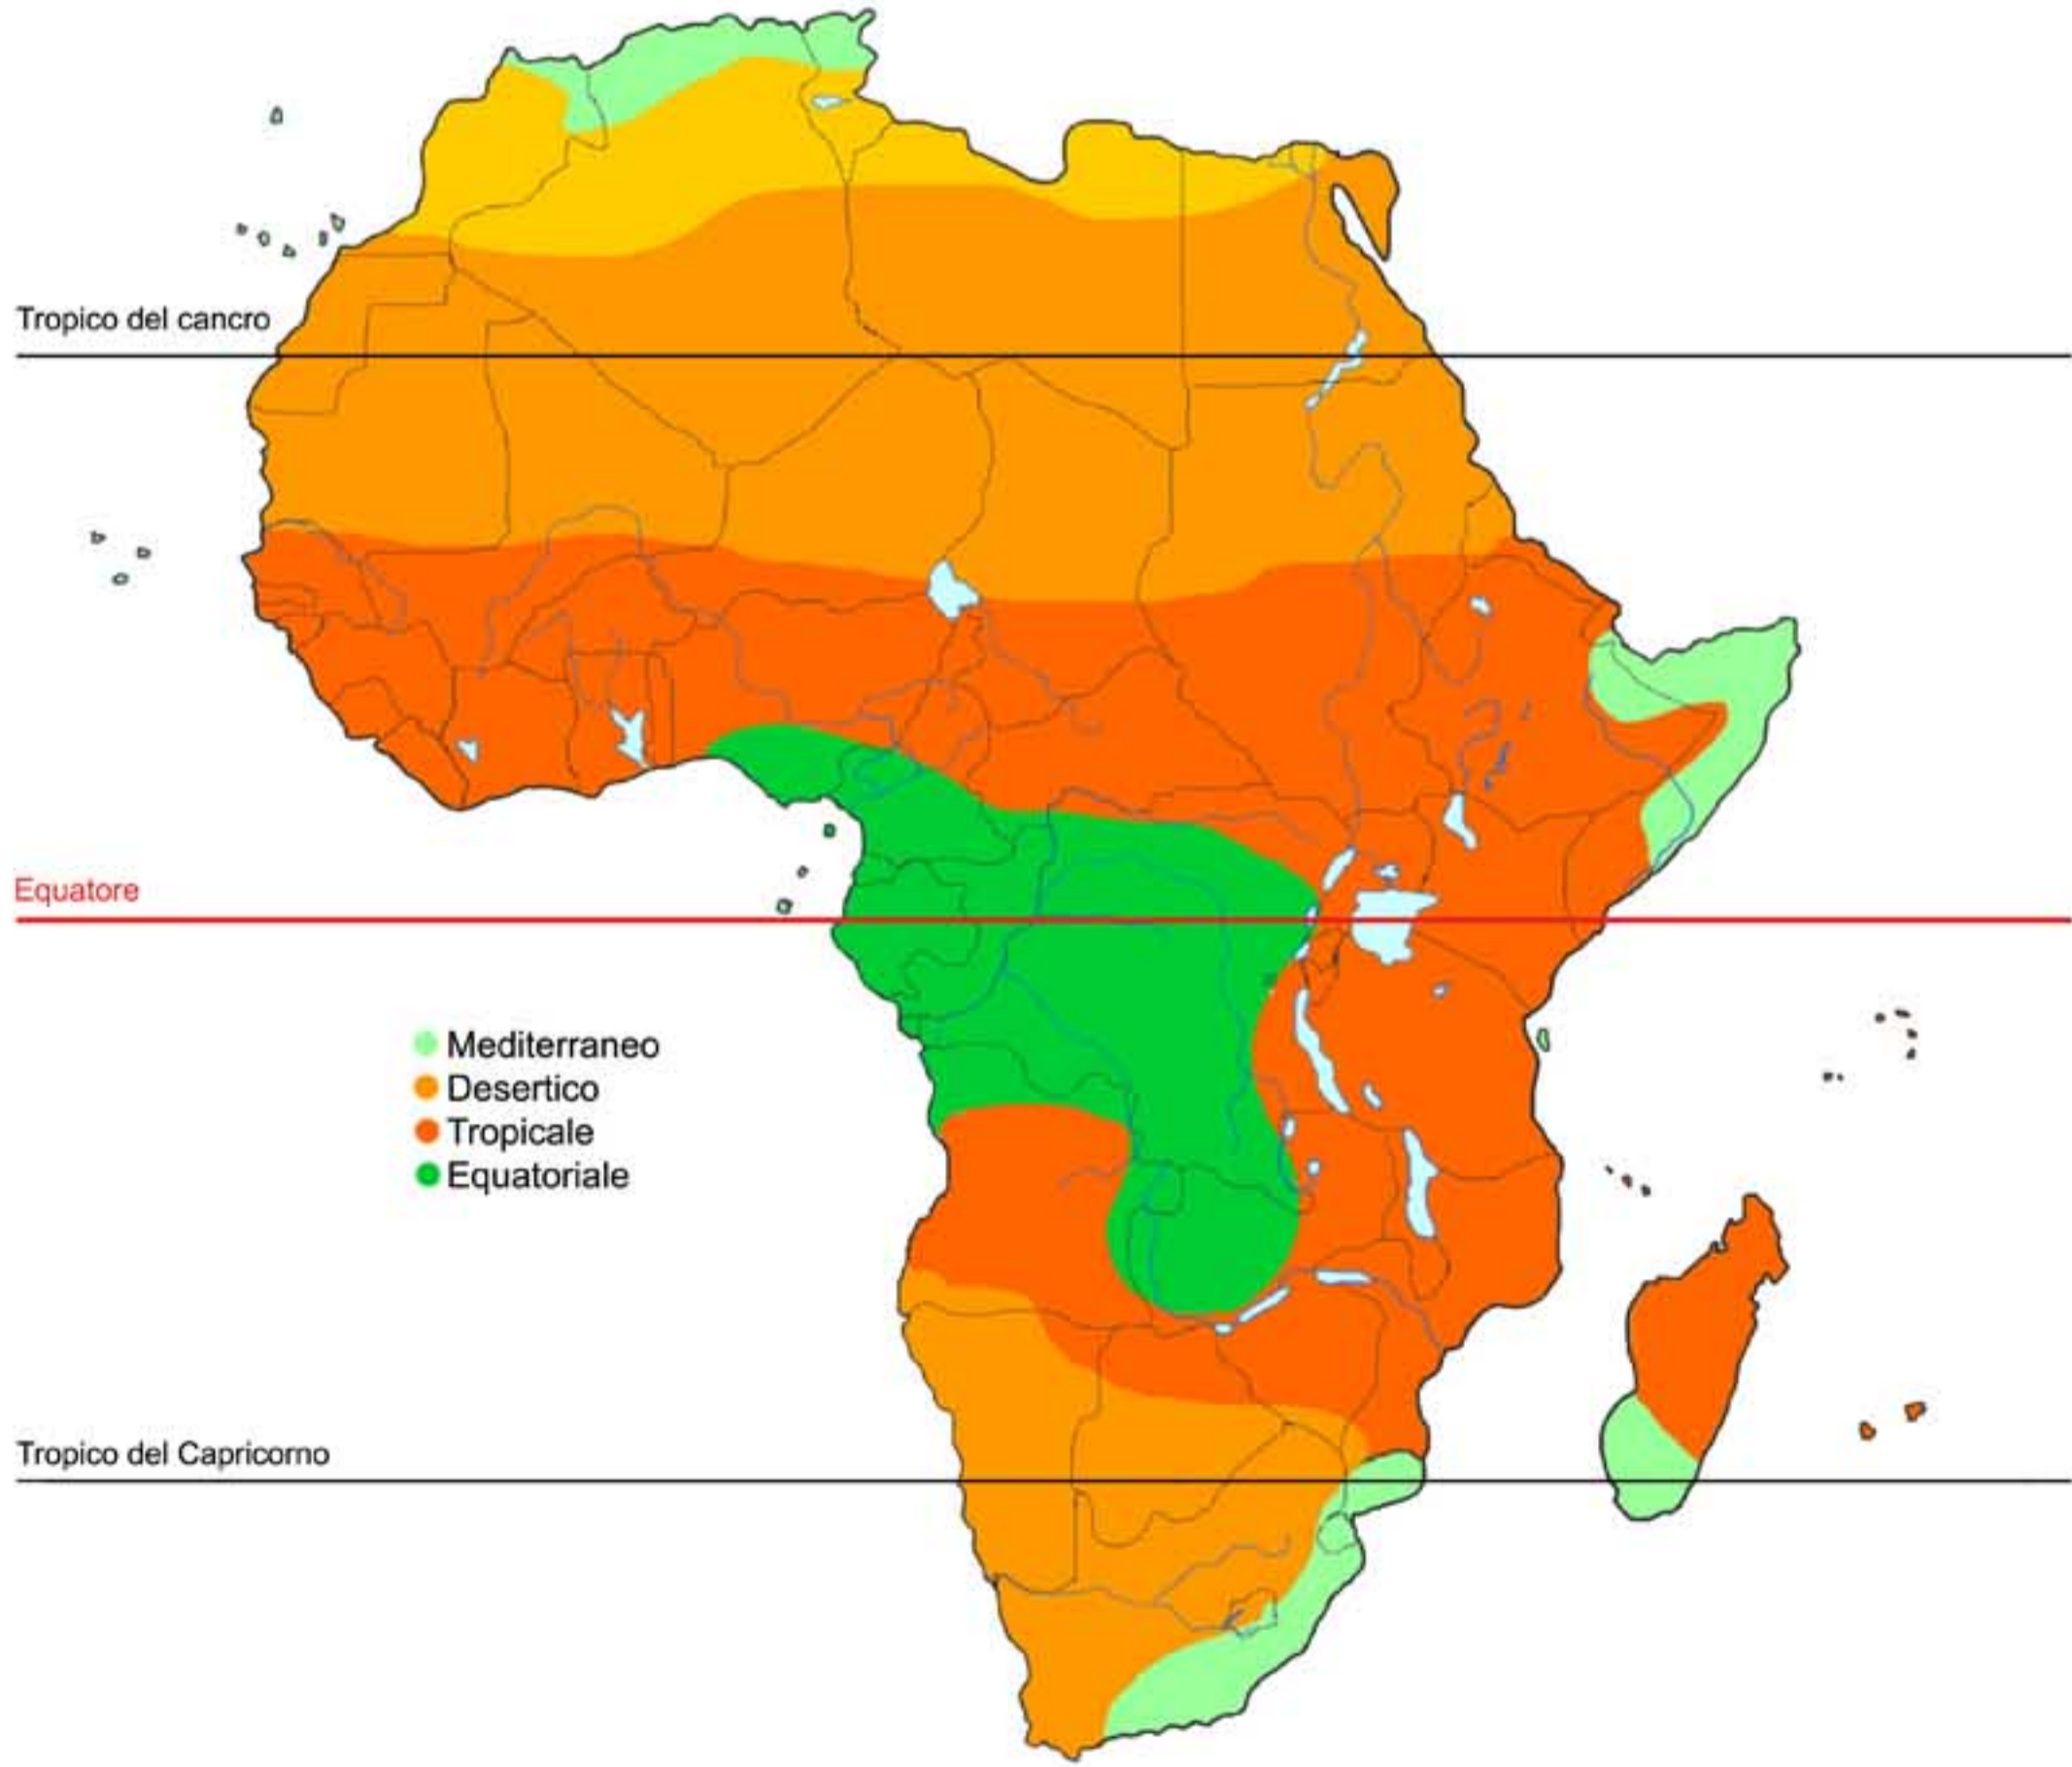 Tropico del cancro
Equatore
Mediterraneo
Desertico
Tropicale
Equatoriale
Tropico del Capricorno